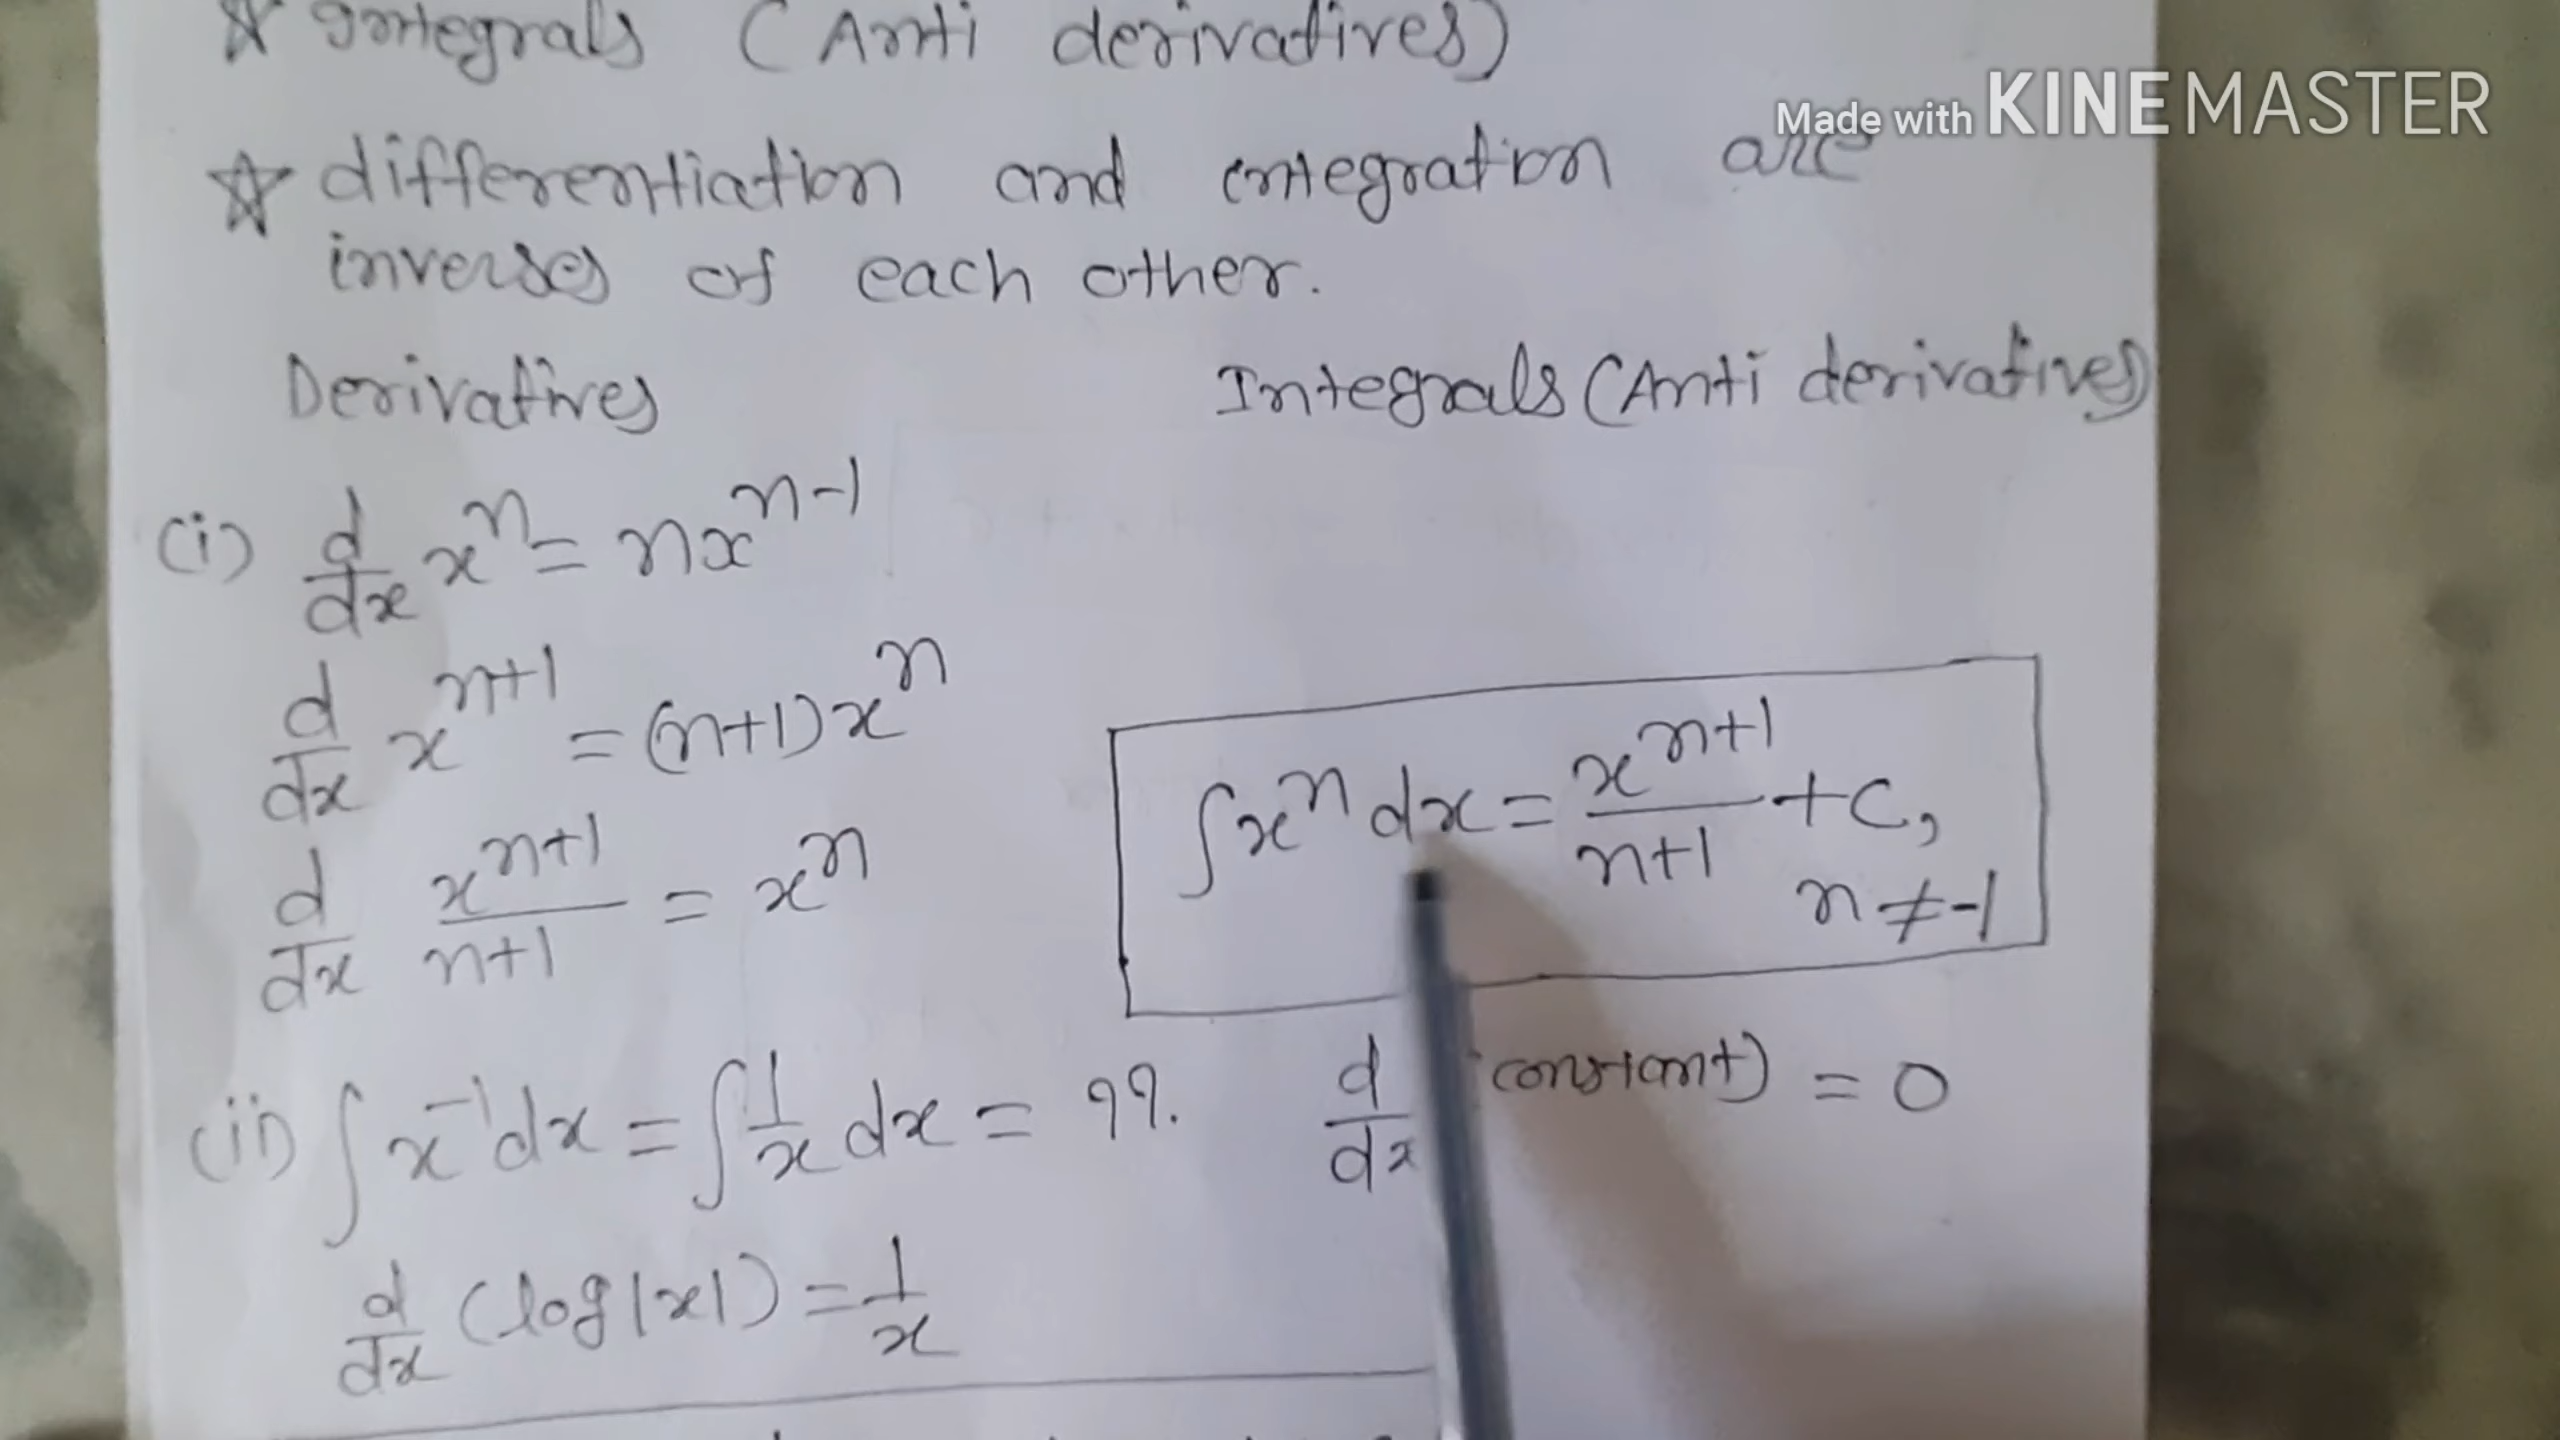 ☆ Integrals (Anti derivatives)
Made with KINEMASTER
☆ differentiation and integration are
inverses of each other.
Derivatives Integrals (Anti derivatives)
(i) d/dx x^n = nx^(n-1)
d/dx x^(n+1) = (n+1)x^n
d/dx x^(n+1)/(n+1) = x^n
∫x^n dx = x^(n+1)/(n+1) + c,
n ≠ -1
(ii) ∫x^-1 dx = ∫1/x dx = ??.
d/dx (constant) = 0
d/dx (log|x|) = 1/x